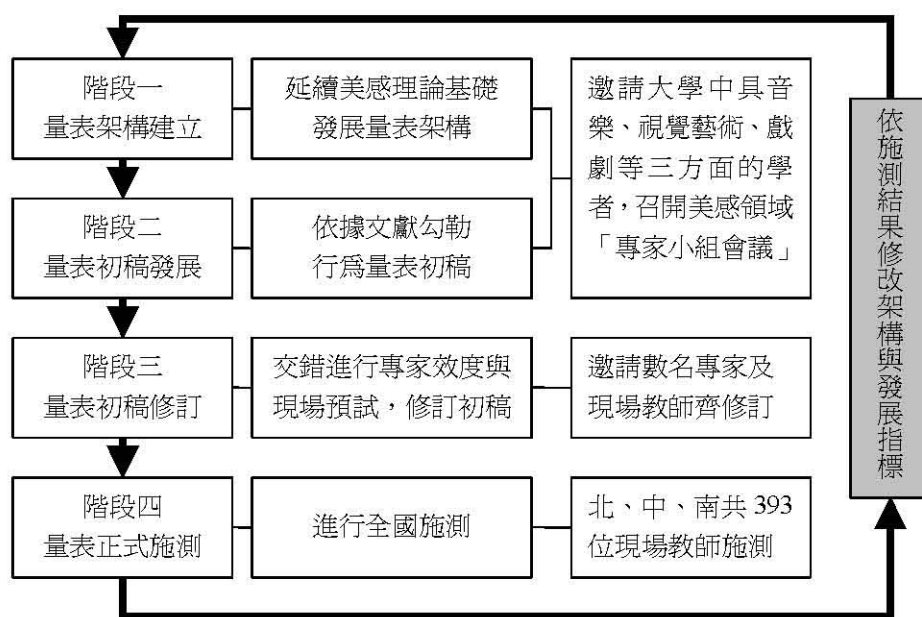 階段一
量表架構建立
延續美感理論基礎
發展量表架構
邀請大學中具音
樂、視覺藝術、戲
劇等三方面的學
者，召開美感領域
「專家小組會議」
階段二
量表初稿發展
依據文獻勾勒
行為量表初稿
階段三
量表初稿修訂
交錯進行專家效度與
現場預試，修訂初稿
邀請數名專家及
現場教師齊修訂
階段四
量表正式施測
進行全國施測
北、中、南共 393
位現場教師施測
依施測結果修改架構與發展指標